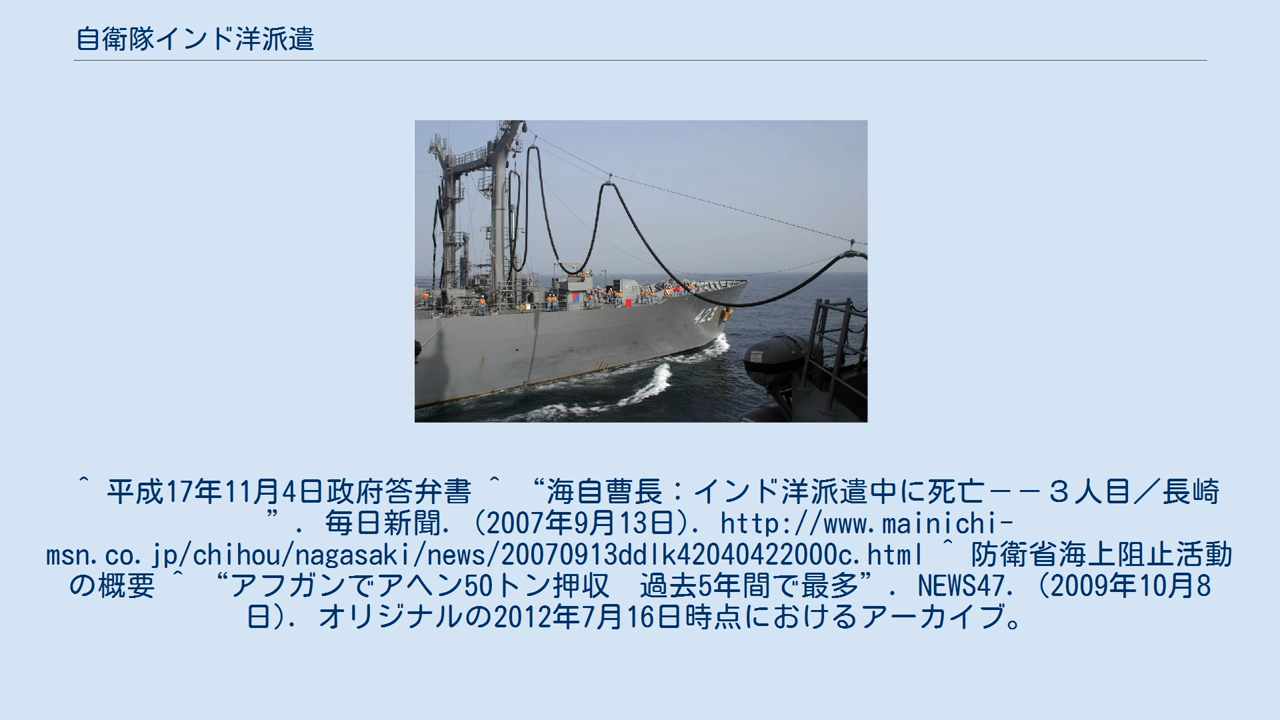 自衛隊インド洋派遣
425
^ 平成17年11月4日政府答弁書 ^ “海自曹長：インド洋派遣中に死亡－－３人目／長崎
”. 毎日新聞. (2007年9月13日). http://www.mainichi-
msn.co.jp/chihou/nagasaki/news/20070913ddlk42040422000c.html ^ 防衛省海上阻止活動
の概要 ^ “アフガンでアヘン50トン押収　過去5年間で最多”. NEWS47. (2009年10月8
日). オリジナルの2012年7月16日時点におけるアーカイブ。